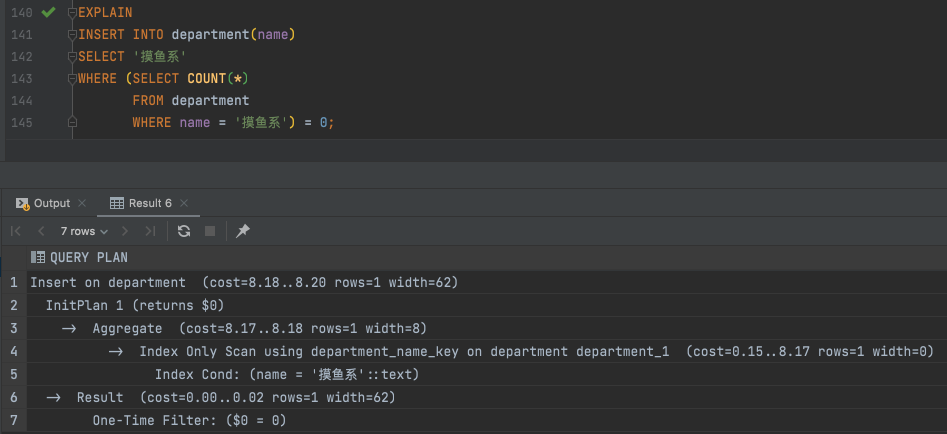 140 EXPLAIN
141 INSERT INTO department(name)
142 SELECT '摸鱼系'
143 WHERE (SELECT COUNT(*)
144 FROM department
145 WHERE name = '摸鱼系') = 0;
Output × Result 6 ×
7 rows
QUERY PLAN
1 Insert on department (cost=8.18..8.20 rows=1 width=62)
2 InitPlan 1 (returns $0)
3 -> Aggregate (cost=8.17..8.18 rows=1 width=8)
4 -> Index Only Scan using department_name_key on department department_1 (cost=0.15..8.17 rows=1 width=0)
5 Index Cond: (name = '摸鱼系'::text)
6 -> Result (cost=0.00..0.02 rows=1 width=62)
7 One-Time Filter: ($0 = 0)